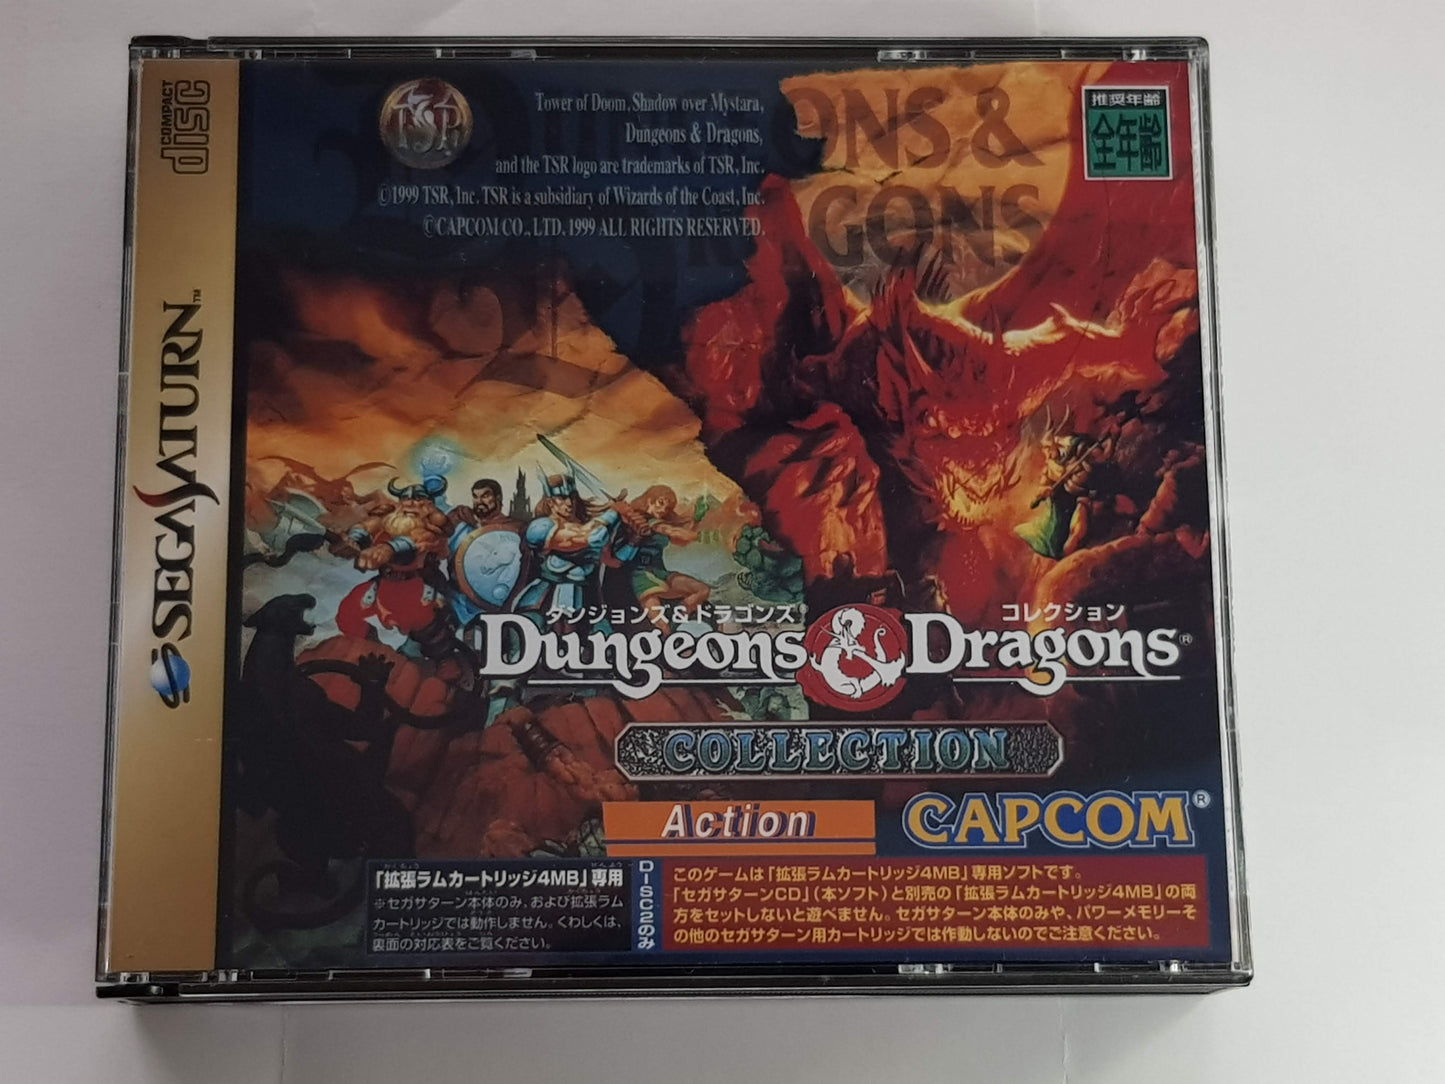 COMPACT
DISC
SEGA SATURN™
TSR
Tower of Doom, Shadow over Mystara,
Dungeons & Dragons,
and the TSR logo are trademarks of TSR, Inc.
©1999 TSR, Inc. TSR is a subsidiary of Wizards of the Coast, Inc.
©CAPCOM CO., LTD. 1999 ALL RIGHTS RESERVED.
ONS &
RAGONS
推奨年齢
全年齢
ダンジョンズ&ドラゴンズ コレクション
Dungeons & Dragons®
COLLECTION
Action
CAPCOM®
「拡張ラムカートリッジ4MB」専用
※セガサターン本体のみ、および拡張ラム
カートリッジでは動作しません。くわしくは、
裏面の対応表をご覧ください。
DISC2のみ
このゲームは「拡張ラムカートリッジ4MB」専用ソフトです。
「セガサターンCD」(本ソフト)と別売の「拡張ラムカートリッジ4MB」の両
方をセットしないと遊べません。セガサターン本体のみや、パワーメモリーそ
の他のセガサターン用カートリッジでは作動しないのでご注意ください。